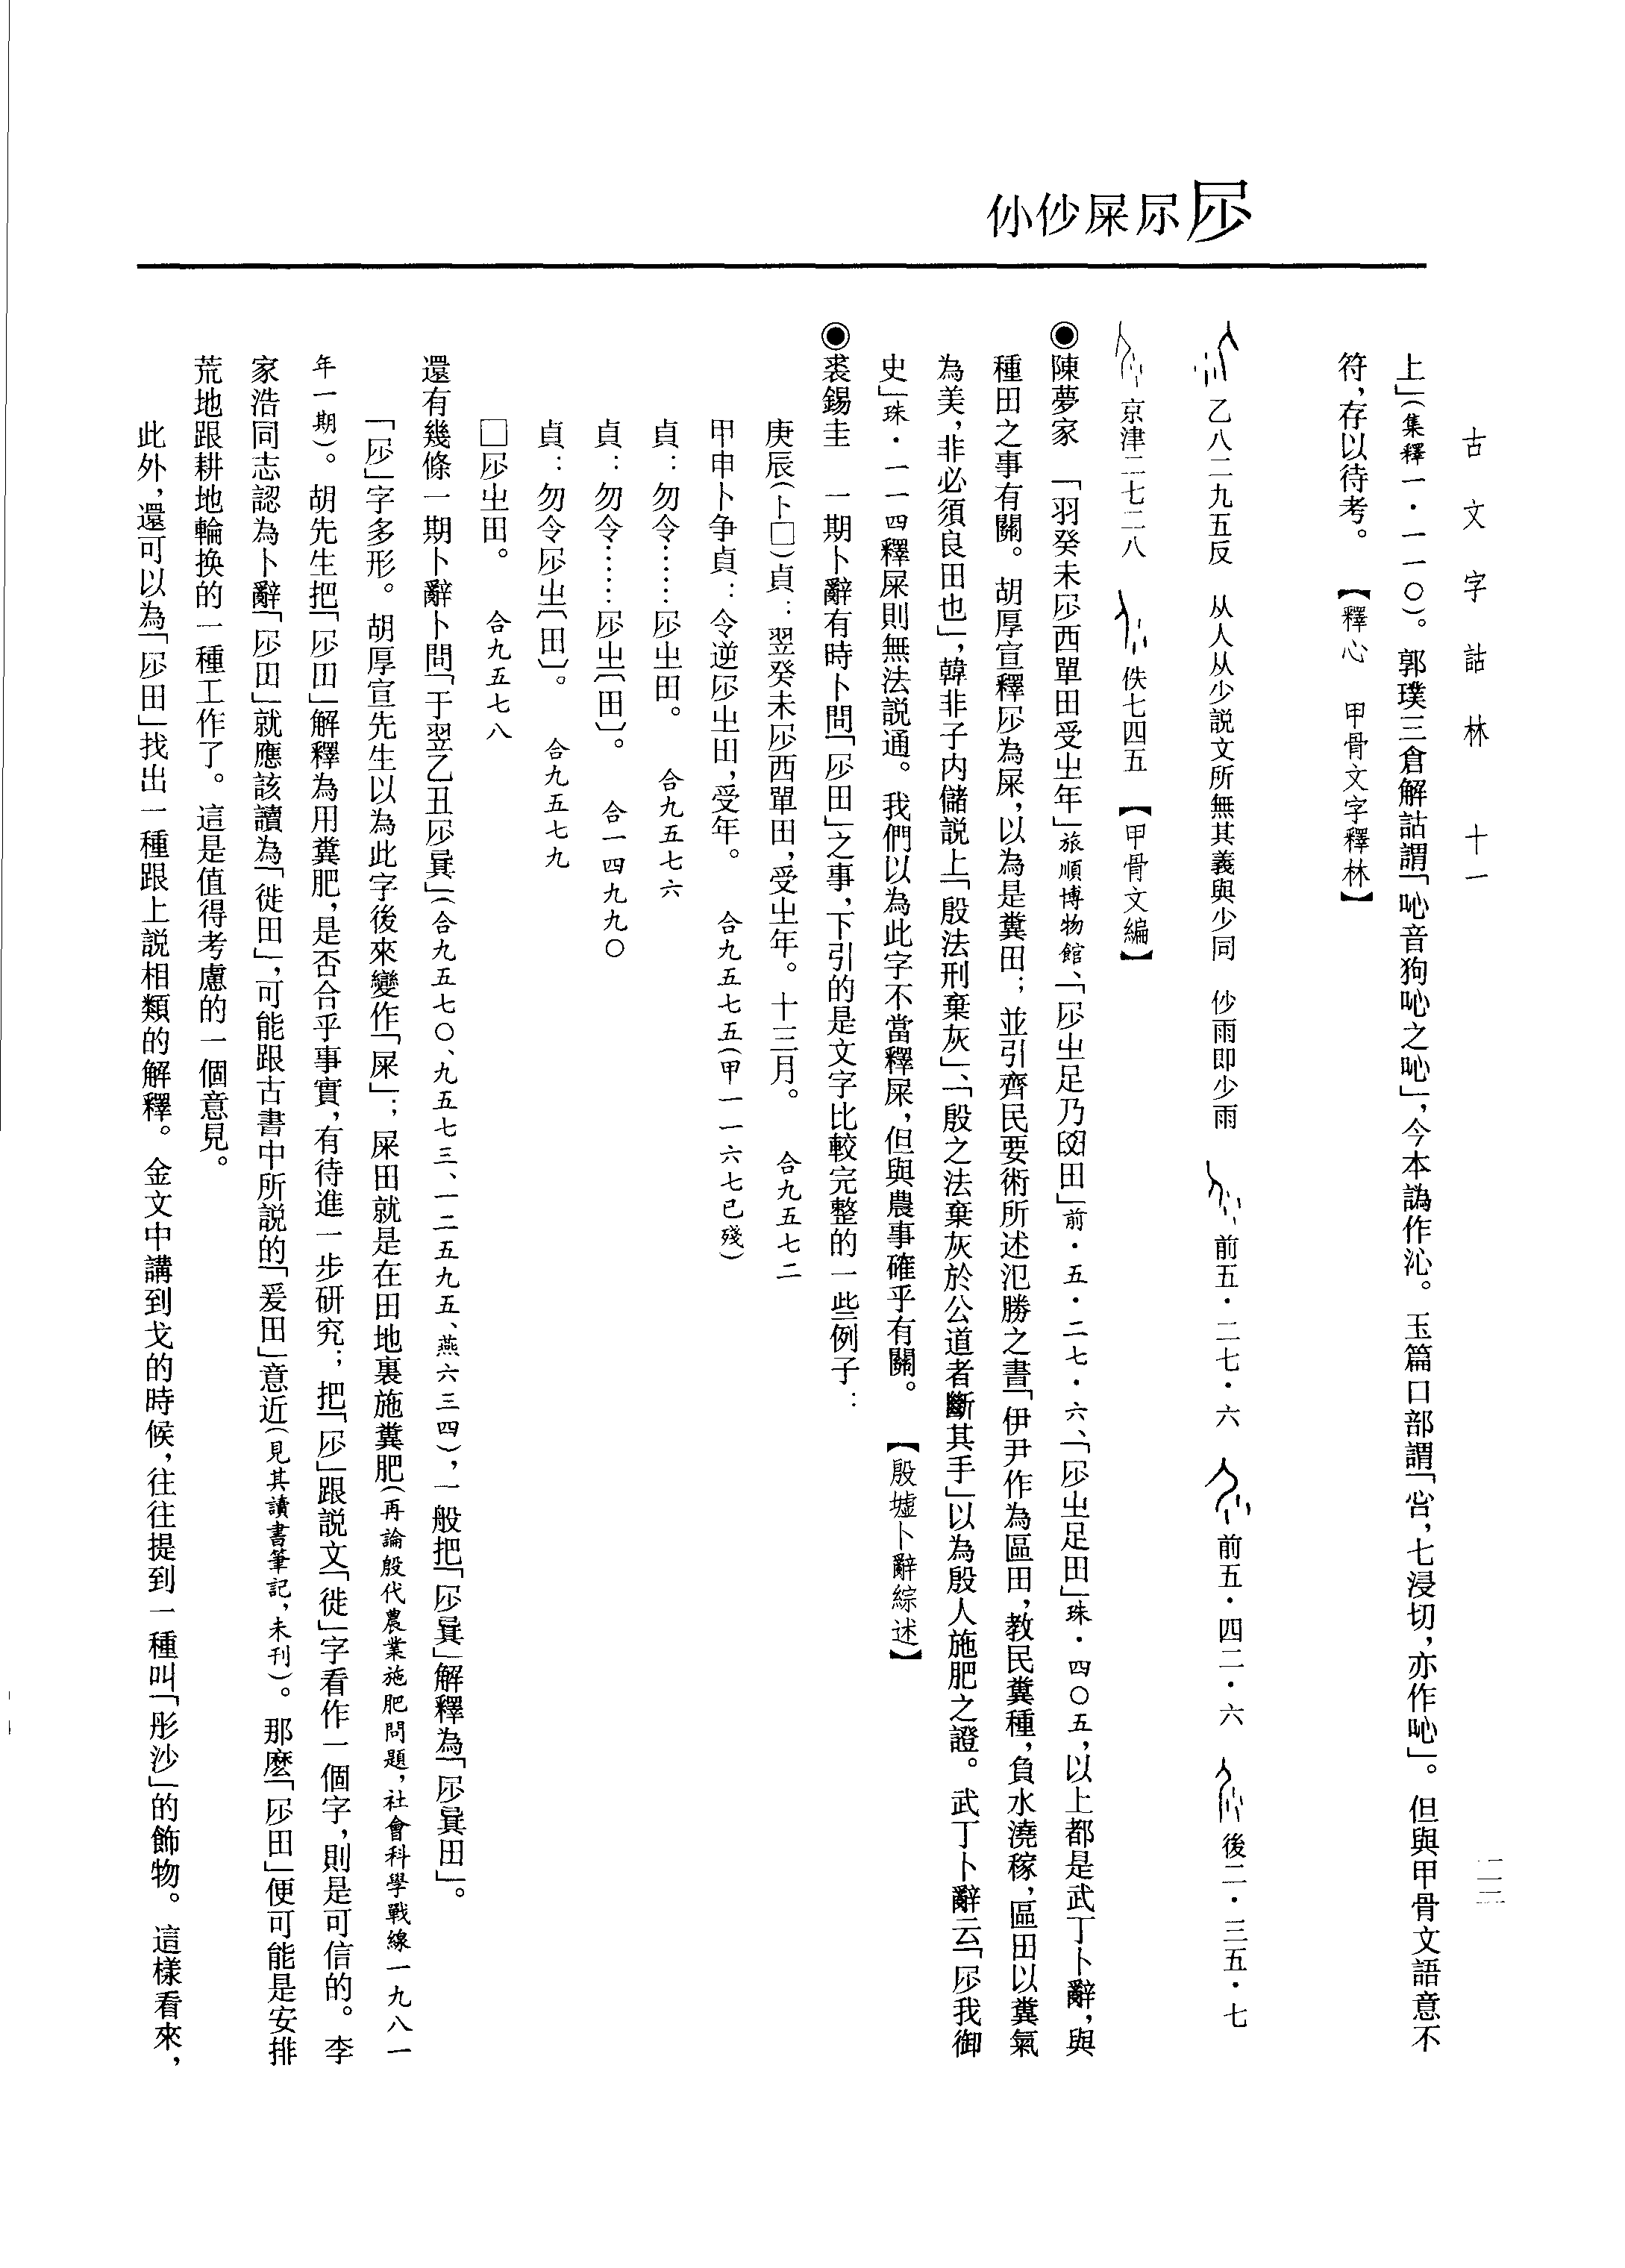 古文字詁林　十一
二二
𡲴尿屎仯㐱
上」(集釋一·一一〇)。郭璞三倉解詁謂「吣音狗吣之吣」,今本譌作沁。玉篇口部謂「㕻,七浸切,亦作吣」。但與甲骨文語意不
符,存以待考。　【釋心　甲骨文字釋林】
乙八二九五反　从人从少説文所無其義與少同　仯雨即少雨　前五·二七·六　前五·四二·六　後二·三五·七
京津二七二八　佚七四五　【甲骨文編】
◉陳夢家　「羽癸未𡲴西單田受㞢年」旅順博物館、「𡲴㞢足乃𡇈田」前·五·二七·六、「𡲴㞢足田」珠·四〇五,以上都是武丁卜辭,與
種田之事有關。胡厚宣釋𡲴為屎,以為是糞田;並引齊民要術所述氾勝之書「伊尹作為區田,教民糞種,負水澆稼,區田以糞氣
為美,非必須良田也」,韓非子内儲説上「殷法刑棄灰」、「殷之法棄灰於公道者斷其手」以為殷人施肥之證。武丁卜辭云「𡲴我御
史」珠·一一四釋屎則無法説通。我們以為此字不當釋屎,但與農事確乎有關。　【殷墟卜辭綜述】
◉裘錫圭　一期卜辭有時卜問「𡲴田」之事,下引的是文字比較完整的一些例子:
庚辰(卜□)貞:翌癸未𡲴西單田,受㞢年。十三月。　合九五七二
甲申卜争貞:令逆𡲴㞢田,受年。　合九五七五(甲一一六七已殘)
貞:勿令……𡲴㞢田。　合九五七六
貞:勿令……𡲴㞢〔田〕。　合一四九九〇
貞:勿令𡲴㞢〔田〕。　合九五七九
□𡲴㞢田。　合九五七八
還有幾條一期卜辭卜問「于翌乙丑𡲴㠱」(合九五七〇、九五七三、一二五九五、燕六三四),一般把「𡲴㠱」解釋為「𡲴㠱田」。
「𡲴」字多形。胡厚宣先生以為此字後來變作「屎」;屎田就是在田地裏施糞肥(再論殷代農業施肥問題,社會科學戰線一九八一
年一期)。胡先生把「𡲴田」解釋為用糞肥,是否合乎事實,有待進一步研究;把「𡲴」跟説文「徙」字看作一個字,則是可信的。李
家浩同志認為卜辭「𡲴田」就應該讀為「徙田」,可能跟古書中所説的「爰田」意近(見其讀書筆記,未刊)。那麽「𡲴田」便可能是安排
荒地跟耕地輪换的一種工作了。這是值得考慮的一個意見。
此外,還可以為「𡲴田」找出一種跟上説相類的解釋。金文中講到戈的時候,往往提到一種叫「彤沙」的飾物。這樣看來,